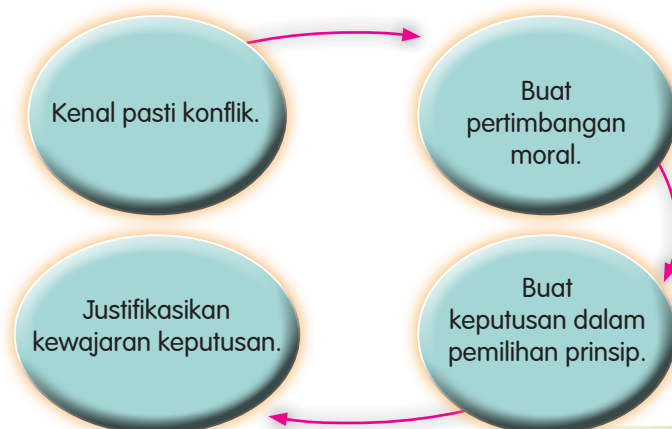 Kenal pasti konflik.
Buat
pertimbangan
moral.
Buat
keputusan dalam
pemilihan prinsip.
Justifikasikan
kewajaran keputusan.